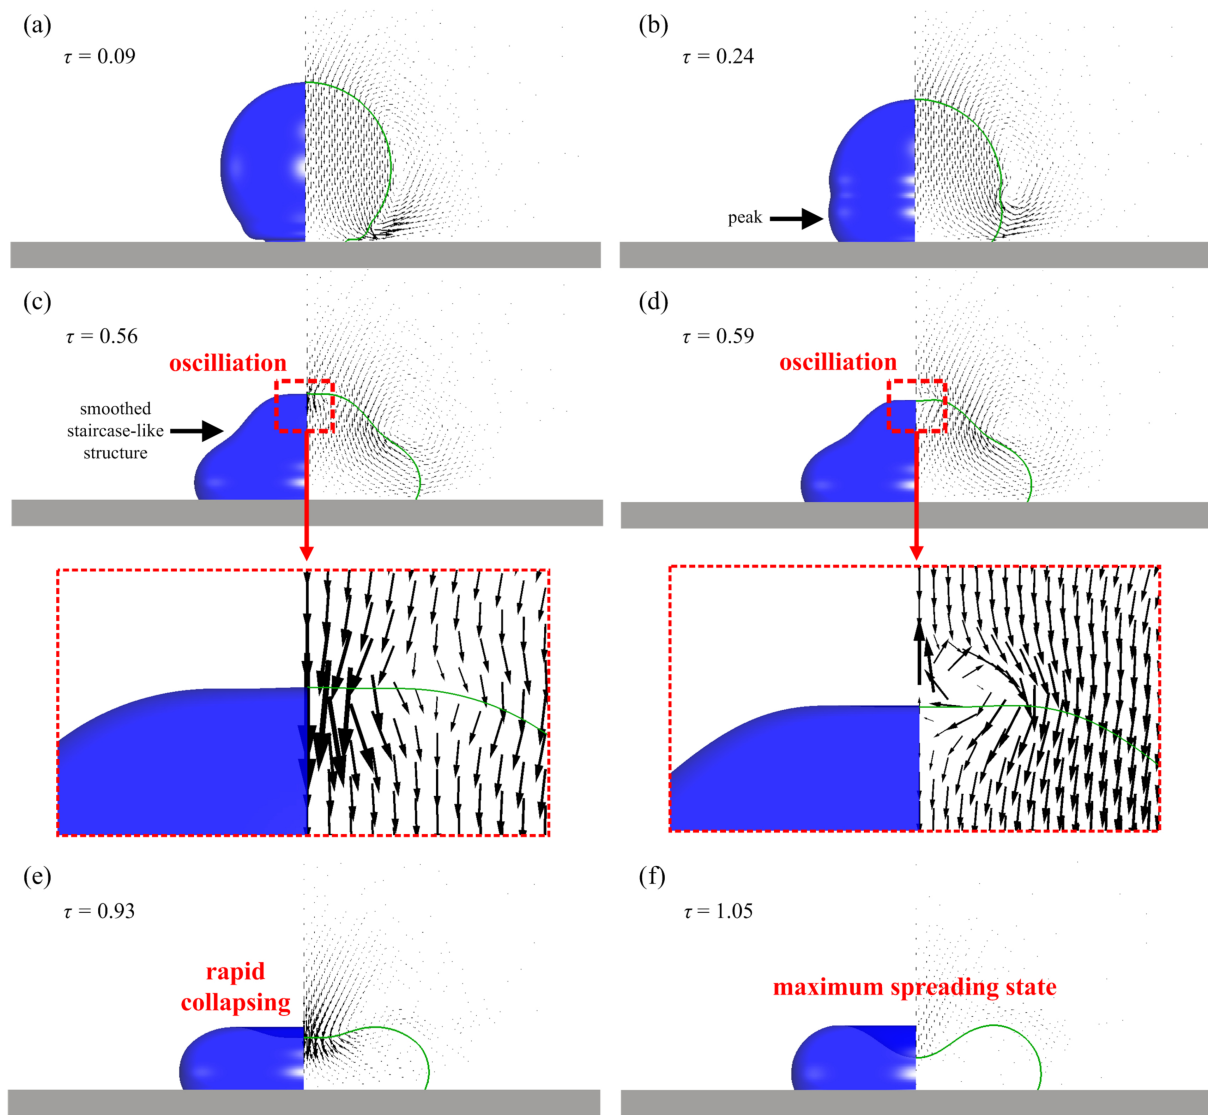 (a)
τ = 0.09
(b)
τ = 0.24
peak
(c)
τ = 0.56
oscilliation
smoothed
staircase-like
structure
(d)
τ = 0.59
oscilliation
(e)
τ = 0.93
rapid
collapsing
(f)
τ = 1.05
maximum spreading state